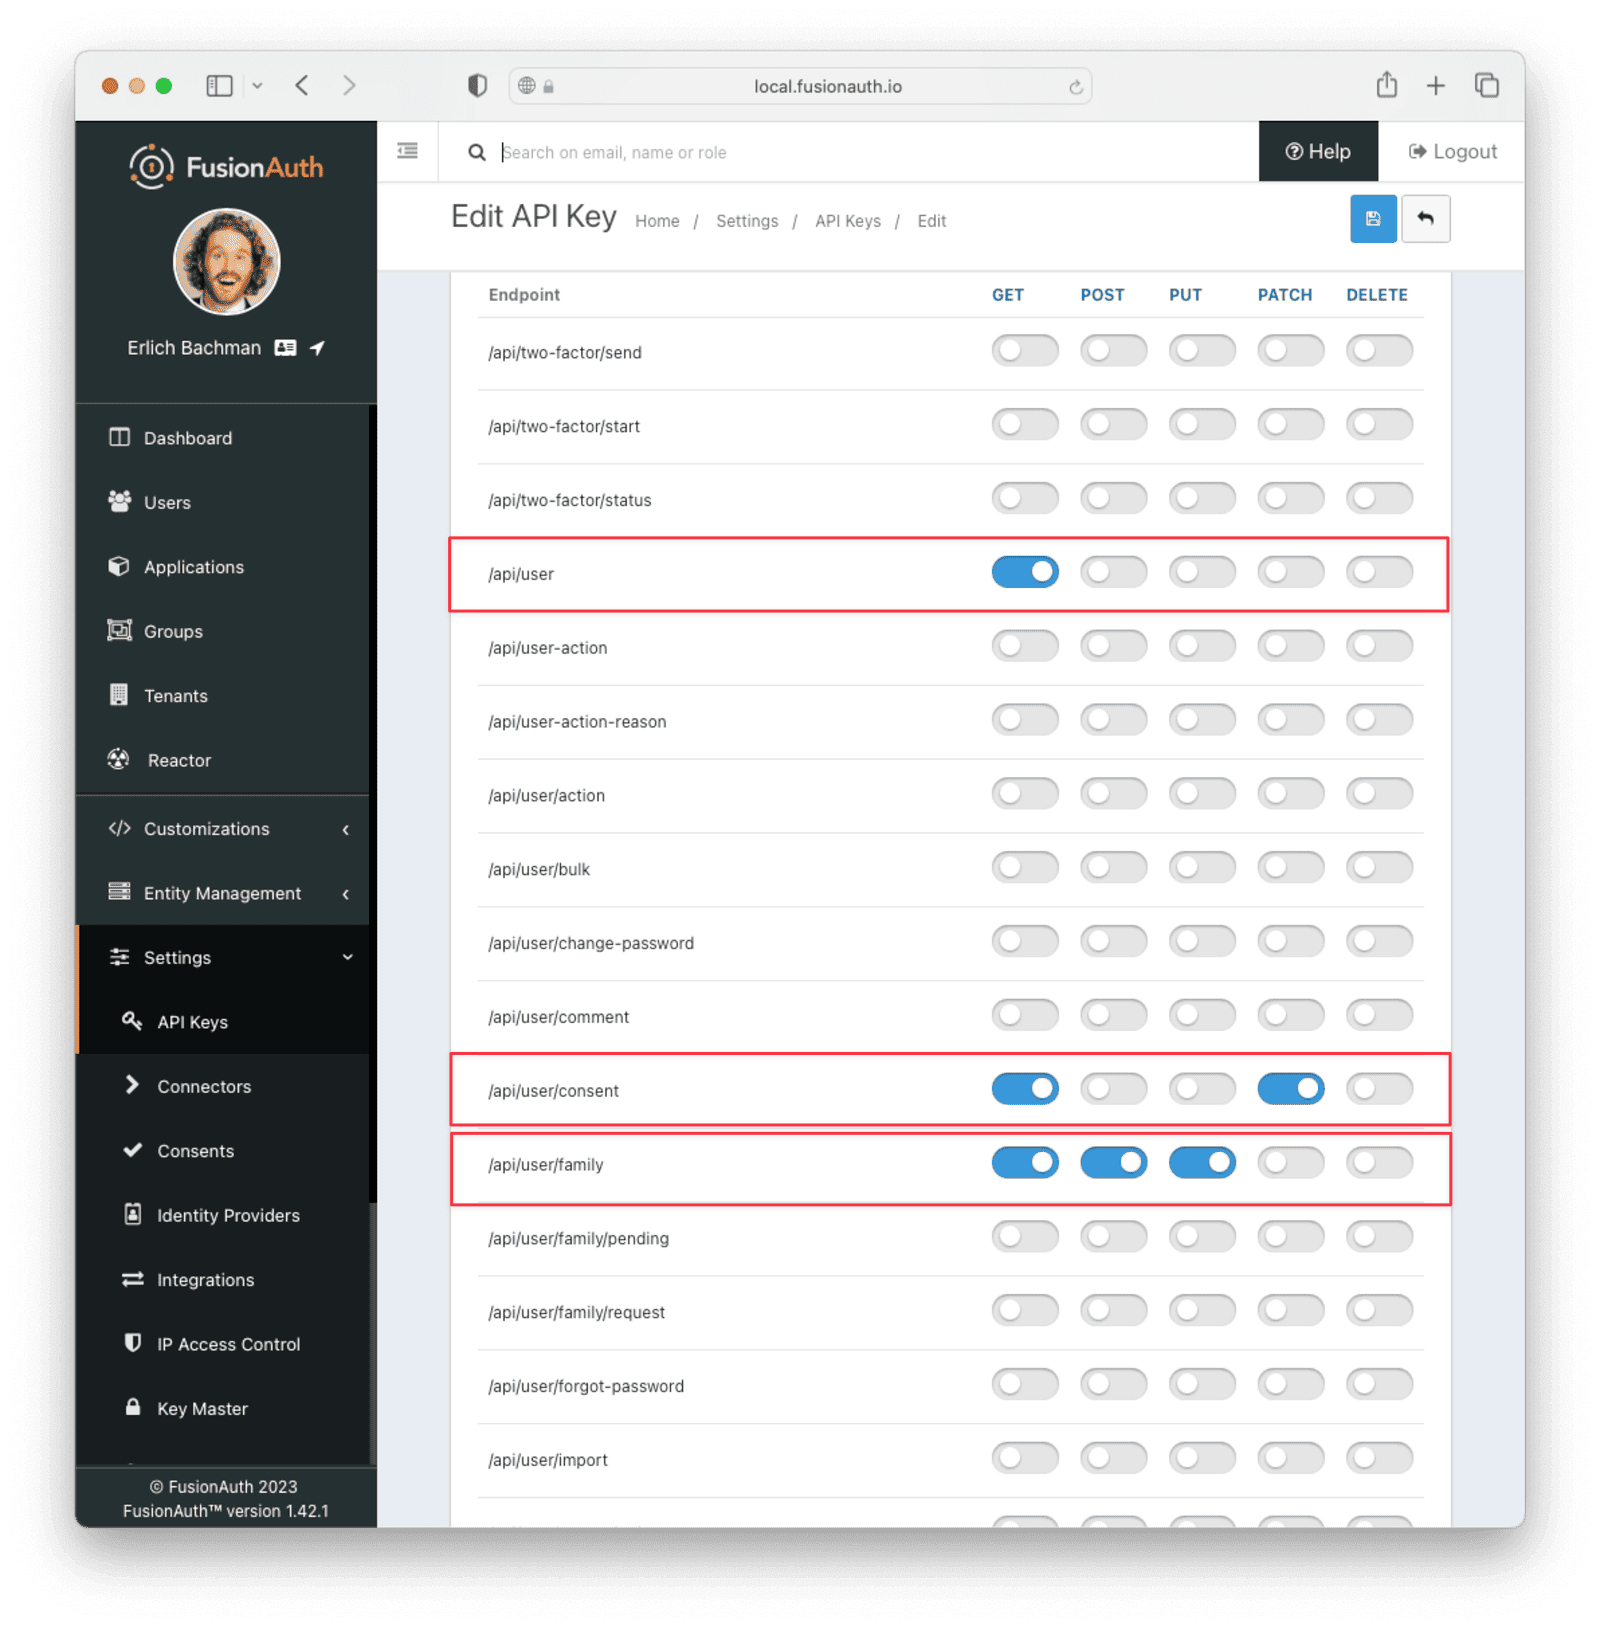 local.fusionauth.io
FusionAuth
Search on email, name or role
Help
Logout
Edit API Key
Home / Settings / API Keys / Edit
Erlich Bachman
Dashboard
Users
Applications
Groups
Tenants
Reactor
Customizations
Entity Management
Settings
API Keys
Connectors
Consents
Identity Providers
Integrations
IP Access Control
Key Master
© FusionAuth 2023
FusionAuth™ version 1.42.1
Endpoint GET POST PUT PATCH DELETE
/api/two-factor/send
/api/two-factor/start
/api/two-factor/status
/api/user
/api/user-action
/api/user-action-reason
/api/user/action
/api/user/bulk
/api/user/change-password
/api/user/comment
/api/user/consent
/api/user/family
/api/user/family/pending
/api/user/family/request
/api/user/forgot-password
/api/user/import